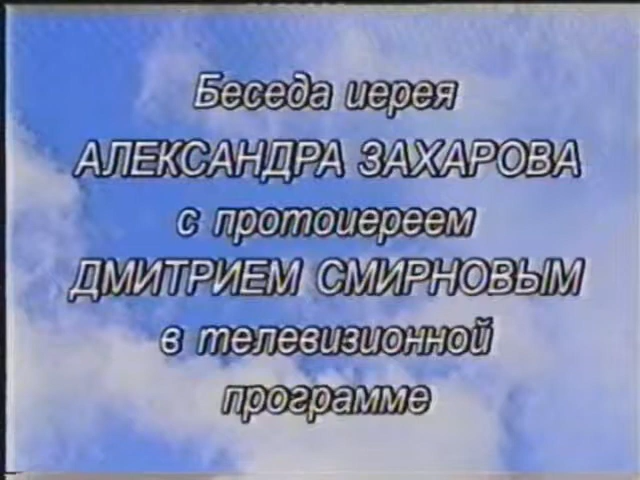 Беседа иерея
АЛЕКСАНДРА ЗАХАРОВА
с протоиереем
ДМИТРИЕМ СМИРНОВЫМ
в телевизионной
программе